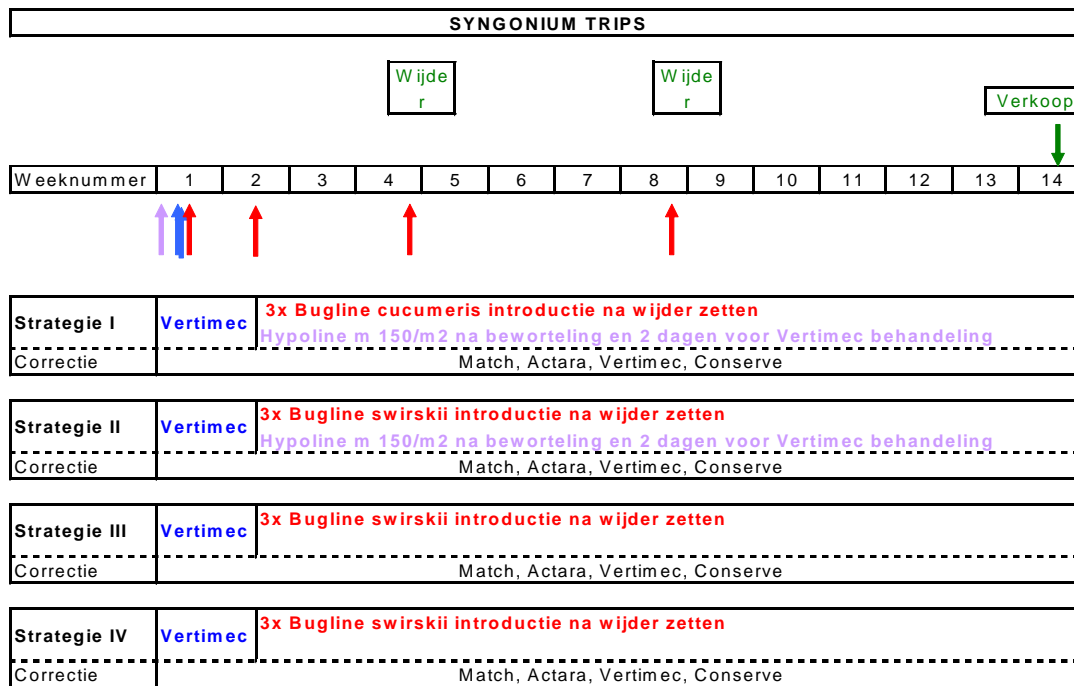 SYNGONIUM TRIPS
Wijde
r
Wijde
r
Verkoop
Weeknummer 1 2 3 4 5 6 7 8 9 10 11 12 13 14
Strategie I Vertimec 3x Bugline cucumeris introductie na wijder zetten
Hypoline m 150/m2 na beworteling en 2 dagen voor Vertimec behandeling
Correctie Match, Actara, Vertimec, Conserve
Strategie II Vertimec 3x Bugline swirskii introductie na wijder zetten
Hypoline m 150/m2 na beworteling en 2 dagen voor Vertimec behandeling
Correctie Match, Actara, Vertimec, Conserve
Strategie III Vertimec 3x Bugline swirskii introductie na wijder zetten
Correctie Match, Actara, Vertimec, Conserve
Strategie IV Vertimec 3x Bugline swirskii introductie na wijder zetten
Correctie Match, Actara, Vertimec, Conserve